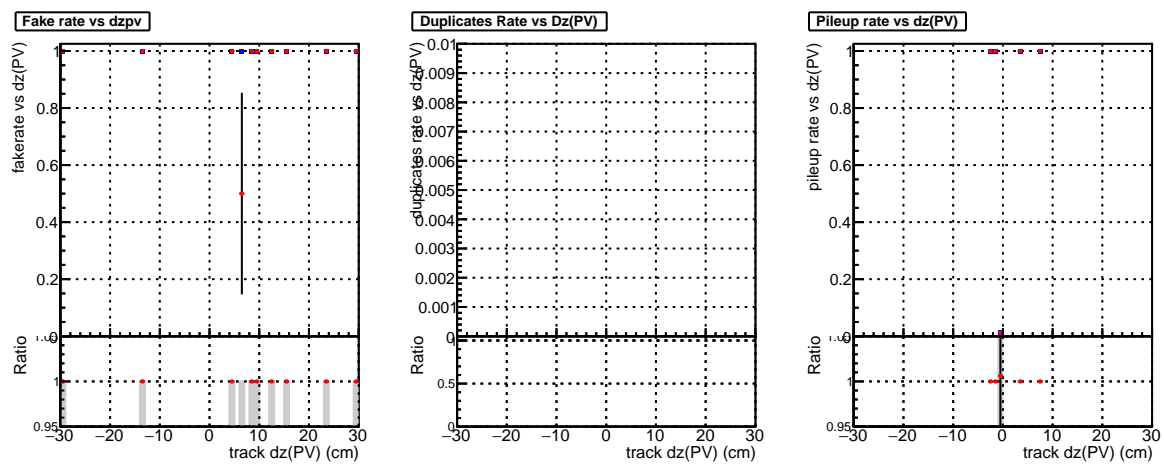 Fake rate vs dzpv
fakerate vs dz(PV)
1
0.8
0.6
0.4
0.2
0
Ratio
1
0.95
−30 −20 −10 0 10 20 30
track dz(PV) (cm)
Duplicates Rate vs Dz(PV)
duplicates rate vs dz(PV)
0.01
0.009
0.008
0.007
0.006
0.005
0.004
0.003
0.002
0.001
0
Ratio
1
0.5
−30 −20 −10 0 10 20 30
track dz(PV) (cm)
Pileup rate vs dz(PV)
pileup rate vs dz(PV)
1
0.8
0.6
0.4
0.2
0
Ratio
1
0.95
−30 −20 −10 0 10 20 30
track dz(PV) (cm)